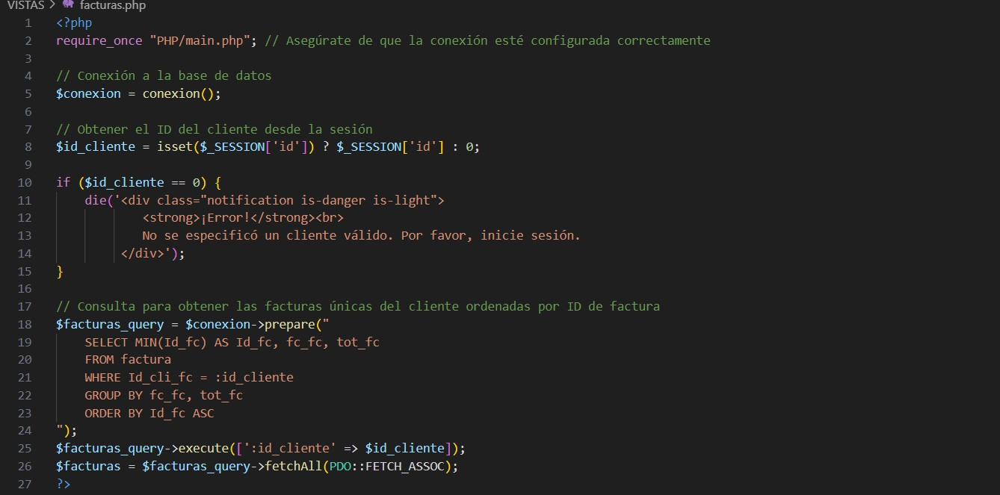 VISTAS > facturas.php
1 <?php
2 require_once "PHP/main.php"; // Asegúrate de que la conexión esté configurada correctamente
3
4 // Conexión a la base de datos
5 $conexion = conexion();
6
7 // Obtener el ID del cliente desde la sesión
8 $id_cliente = isset($_SESSION['id']) ? $_SESSION['id'] : 0;
9
10 if ($id_cliente == 0) {
11 die('<div class="notification is-danger is-light">
12 <strong>¡Error!</strong><br>
13 No se especificó un cliente válido. Por favor, inicie sesión.
14 </div>');
15 }
16
17 // Consulta para obtener las facturas únicas del cliente ordenadas por ID de factura
18 $facturas_query = $conexion->prepare("
19 SELECT MIN(Id_fc) AS Id_fc, fc_fc, tot_fc
20 FROM factura
21 WHERE Id_cli_fc = :id_cliente
22 GROUP BY fc_fc, tot_fc
23 ORDER BY Id_fc ASC
24 ");
25 $facturas_query->execute([':id_cliente' => $id_cliente]);
26 $facturas = $facturas_query->fetchAll(PDO::FETCH_ASSOC);
27 ?>